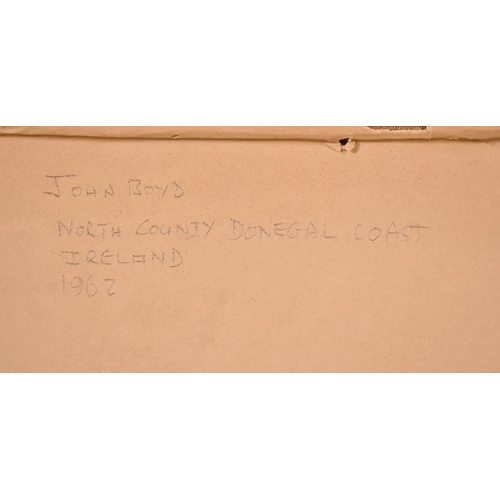 JOHN BOYD
NORTH COUNTY DONEGAL COAST
IRELAND
1962